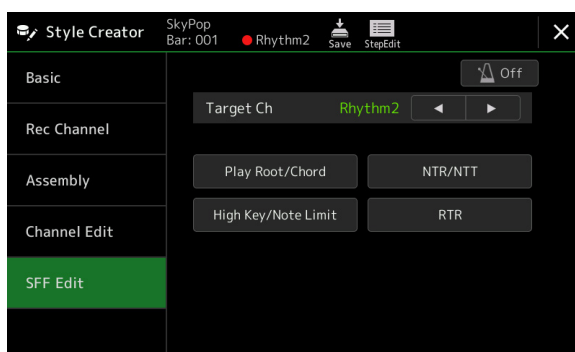 Style Creator
SkyPop
Bar: 001
Rhythm2
Save
StepEdit
Basic
Off
Target Ch Rhythm2
Rec Channel
Assembly
Play Root/Chord NTR/NTT
Channel Edit
High Key/Note Limit RTR
SFF Edit